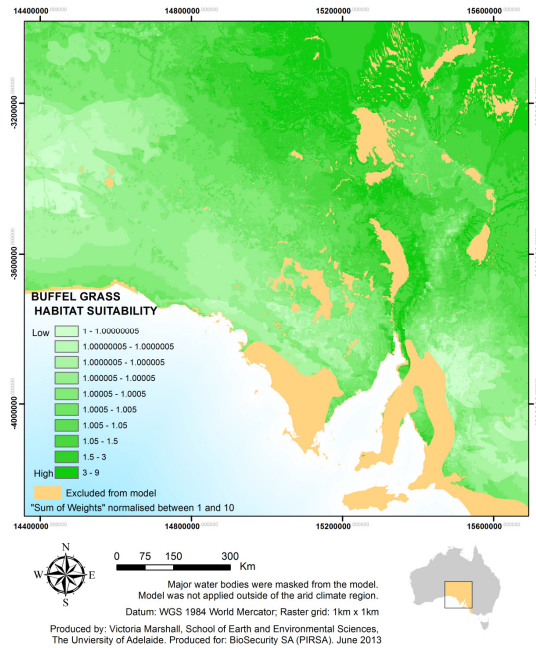 14400000 14800000 15200000 15600000
-3200000
-3600000
-4000000
BUFFEL GRASS
HABITAT SUITABILITY
Low
1 - 1.00000005
1.00000005 - 1.0000005
1.0000005 - 1.000005
1.000005 - 1.00005
1.00005 - 1.0005
1.0005 - 1.005
1.005 - 1.05
1.05 - 1.5
1.5 - 3
High 3 - 9
Excluded from model
"Sum of Weights" normalised between 1 and 10
14400000 14800000 15200000 15600000
N
W E
S
0 75 150 300
Km
Major water bodies were masked from the model.
Model was not applied outside of the arid climate region.
Datum: WGS 1984 World Mercator; Raster grid: 1km x 1km
Produced by: Victoria Marshall, School of Earth and Environmental Sciences,
The Unviersity of Adelaide. Produced for: BioSecurity SA (PIRSA). June 2013